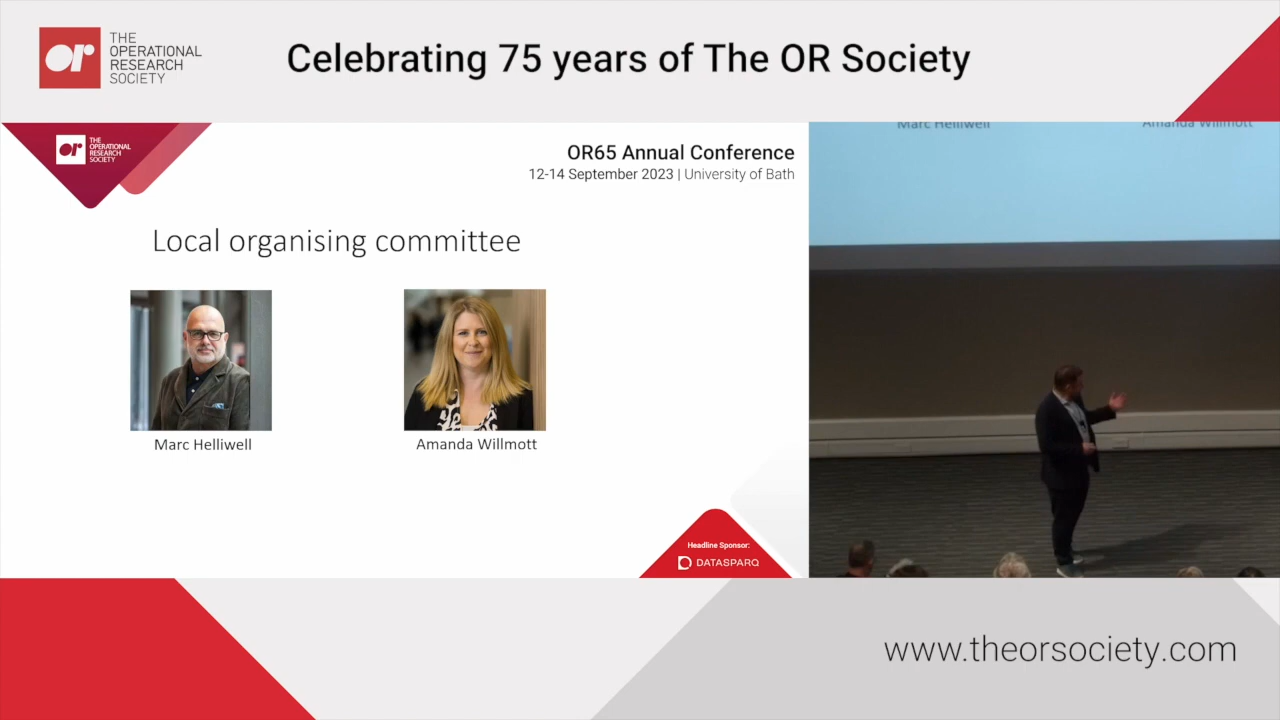 or
THE
OPERATIONAL
RESEARCH
SOCIETY
Celebrating 75 years of The OR Society
or
THE
OPERATIONAL
RESEARCH
SOCIETY
OR65 Annual Conference
12-14 September 2023 | University of Bath
Local organising committee
Marc Helliwell
Amanda Willmott
Marc Helliwell
Amanda Willmott
Headline Sponsor:
DATASPARQ
www.theorsociety.com